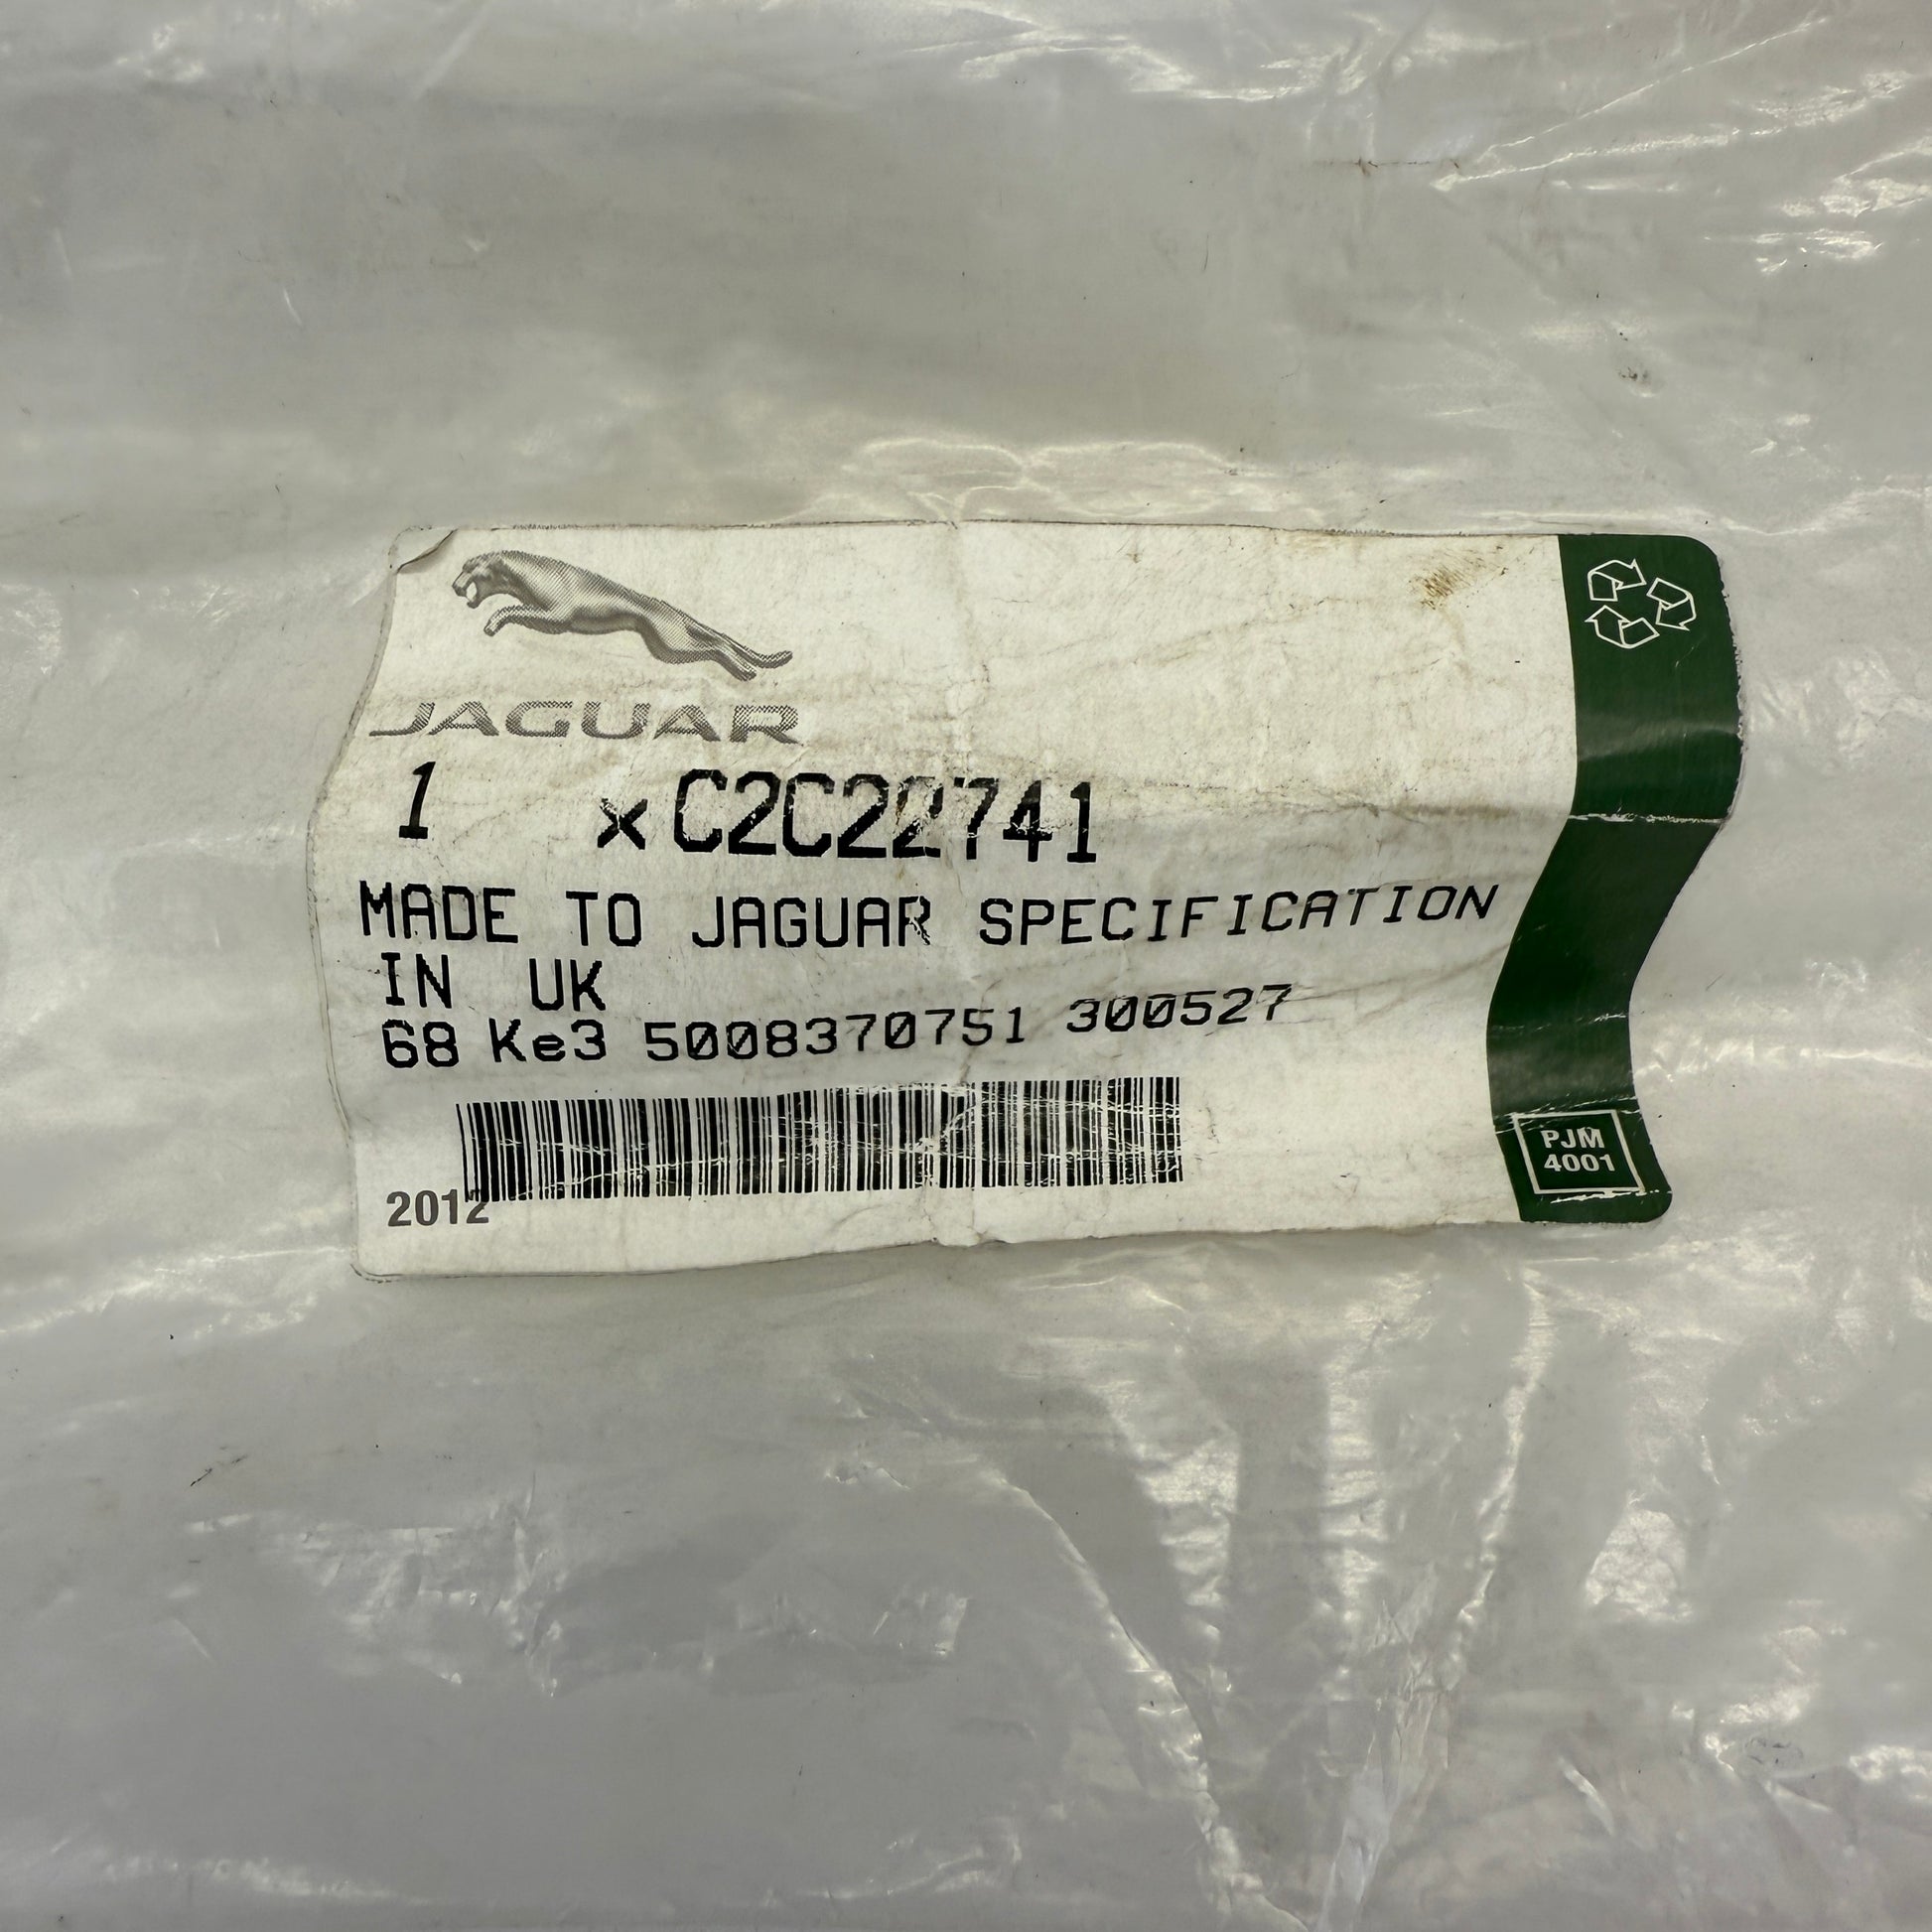 JAGUAR
1 x C2C22741
MADE TO JAGUAR SPECIFICATION
IN UK
68 Ke3 5008370751 300527
2012
PJM
4001